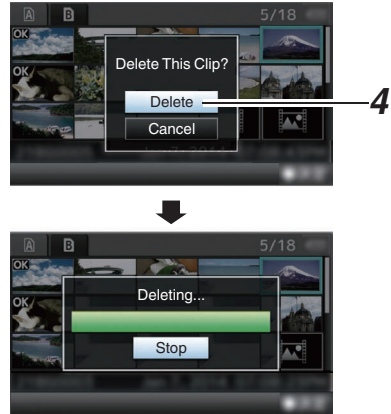 A B 5/18
OK
Delete This Clip?
Delete
4
OK
Cancel
A B 5/18
OK
Deleting...
OK
Stop